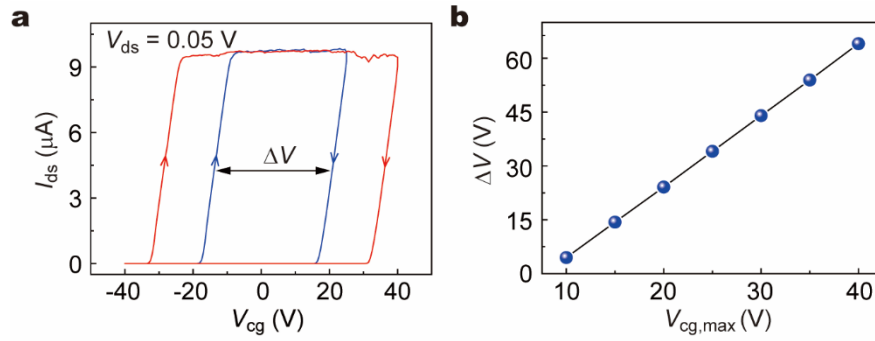 a
V_ds = 0.05 V
ΔV
I_ds (μA)
9
6
3
0
-40 -20 0 20 40
V_cg (V)
b
ΔV (V)
60
45
30
15
0
10 20 30 40
V_cg,max (V)